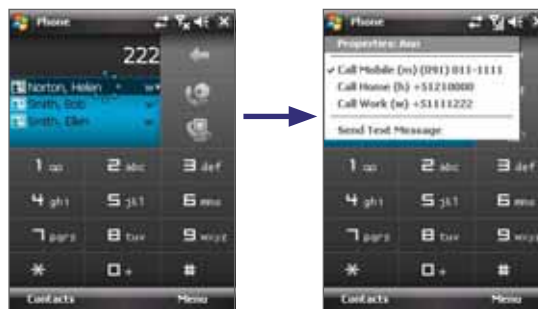 Phone
222
Norton, Helen w
Smith, Bob w
Smith, Ellen w
1
2 abc
3 def
4 ghi
5 jkl
6 mno
7 pqrs
8 tuv
9 wxyz
*
0 +
#
Contacts Menu
Phone
Properties: Ann
Call Mobile (m) (091) 011-1111
Call Home (h) +51210000
Call Work (w) +51111222
Send Text Message
1
2 abc
3 def
4 ghi
5 jkl
6 mno
7 pqrs
8 tuv
9 wxyz
*
0 +
#
Contacts Menu